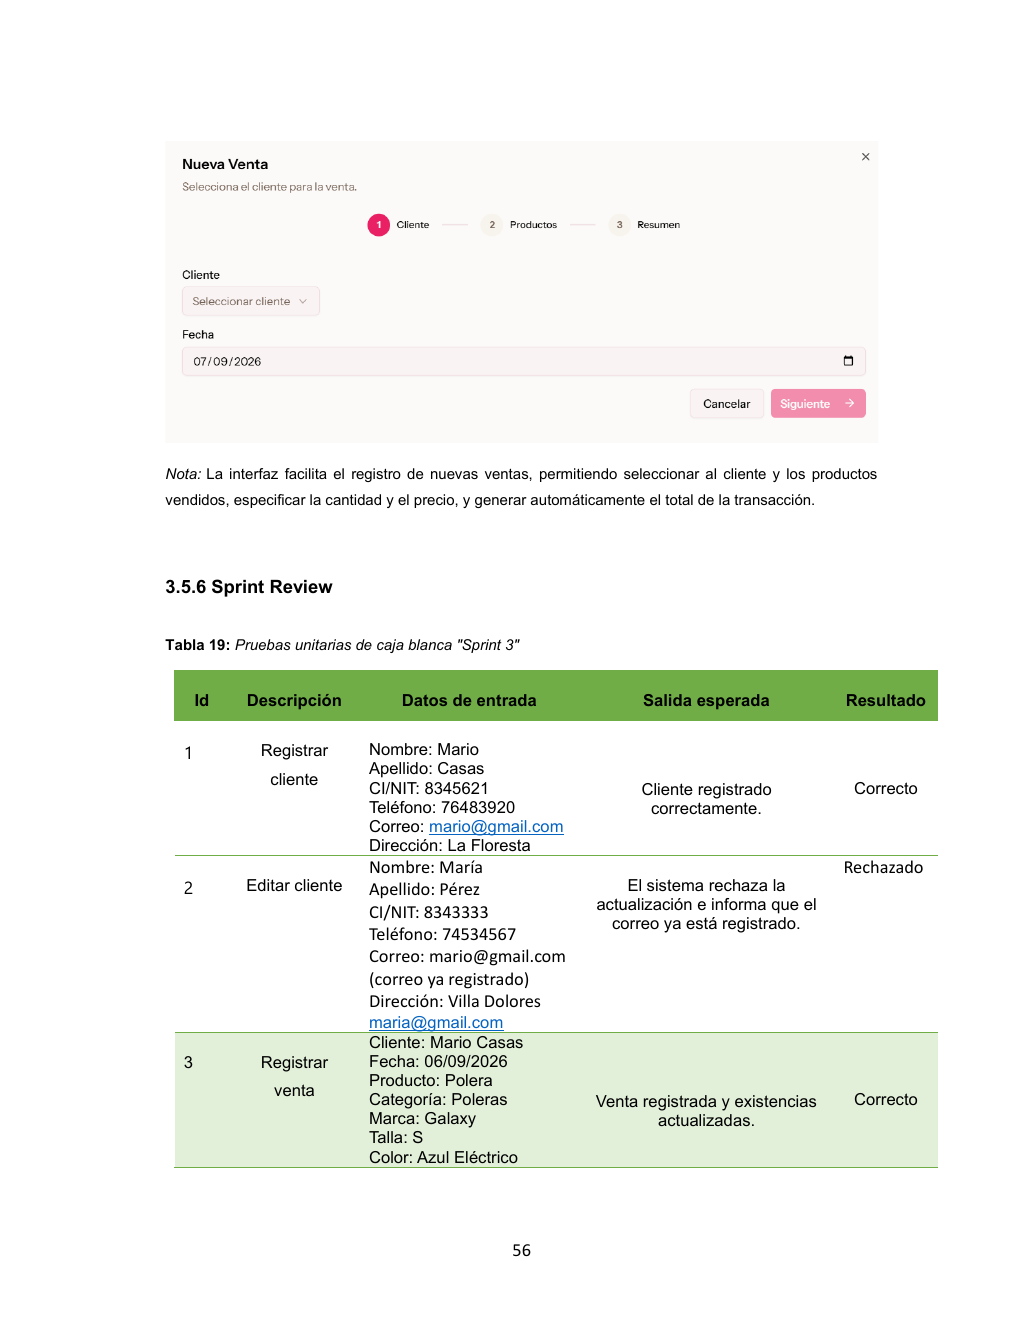 Nueva Venta
Selecciona el cliente para la venta.
1 Cliente 2 Productos 3 Resumen
Cliente
Seleccionar cliente
Fecha
07/09/2026
Cancelar Siguiente
Nota: La interfaz facilita el registro de nuevas ventas, permitiendo seleccionar al cliente y los productos
vendidos, especificar la cantidad y el precio, y generar automáticamente el total de la transacción.
3.5.6 Sprint Review
Tabla 19: Pruebas unitarias de caja blanca "Sprint 3"
Id Descripción Datos de entrada Salida esperada Resultado
1
Registrar
cliente
Nombre: Mario
Apellido: Casas
CI/NIT: 8345621
Teléfono: 76483920
Correo: mario@gmail.com
Dirección: La Floresta
Cliente registrado
correctamente.
Correcto
2
Editar cliente
Nombre: María
Apellido: Pérez
CI/NIT: 8343333
Teléfono: 74534567
Correo: mario@gmail.com
(correo ya registrado)
Dirección: Villa Dolores
maria@gmail.com
El sistema rechaza la
actualización e informa que el
correo ya está registrado.
Rechazado
3
Registrar
venta
Cliente: Mario Casas
Fecha: 06/09/2026
Producto: Polera
Categoría: Poleras
Marca: Galaxy
Talla: S
Color: Azul Eléctrico
Venta registrada y existencias
actualizadas.
Correcto
56